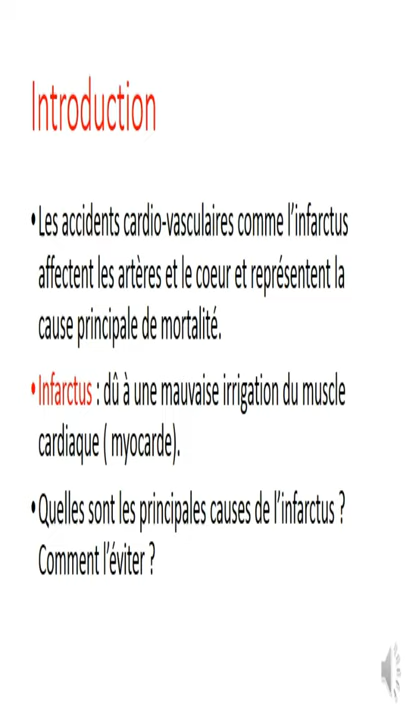 Introduction
•Les accidents cardio-vasculaires comme l'infarctus
affectent les artères et le coeur et représentent la
cause principale de mortalité.
•Infarctus : dû à une mauvaise irrigation du muscle
cardiaque ( myocarde).
•Quelles sont les principales causes de l'infarctus ?
Comment l'éviter ?